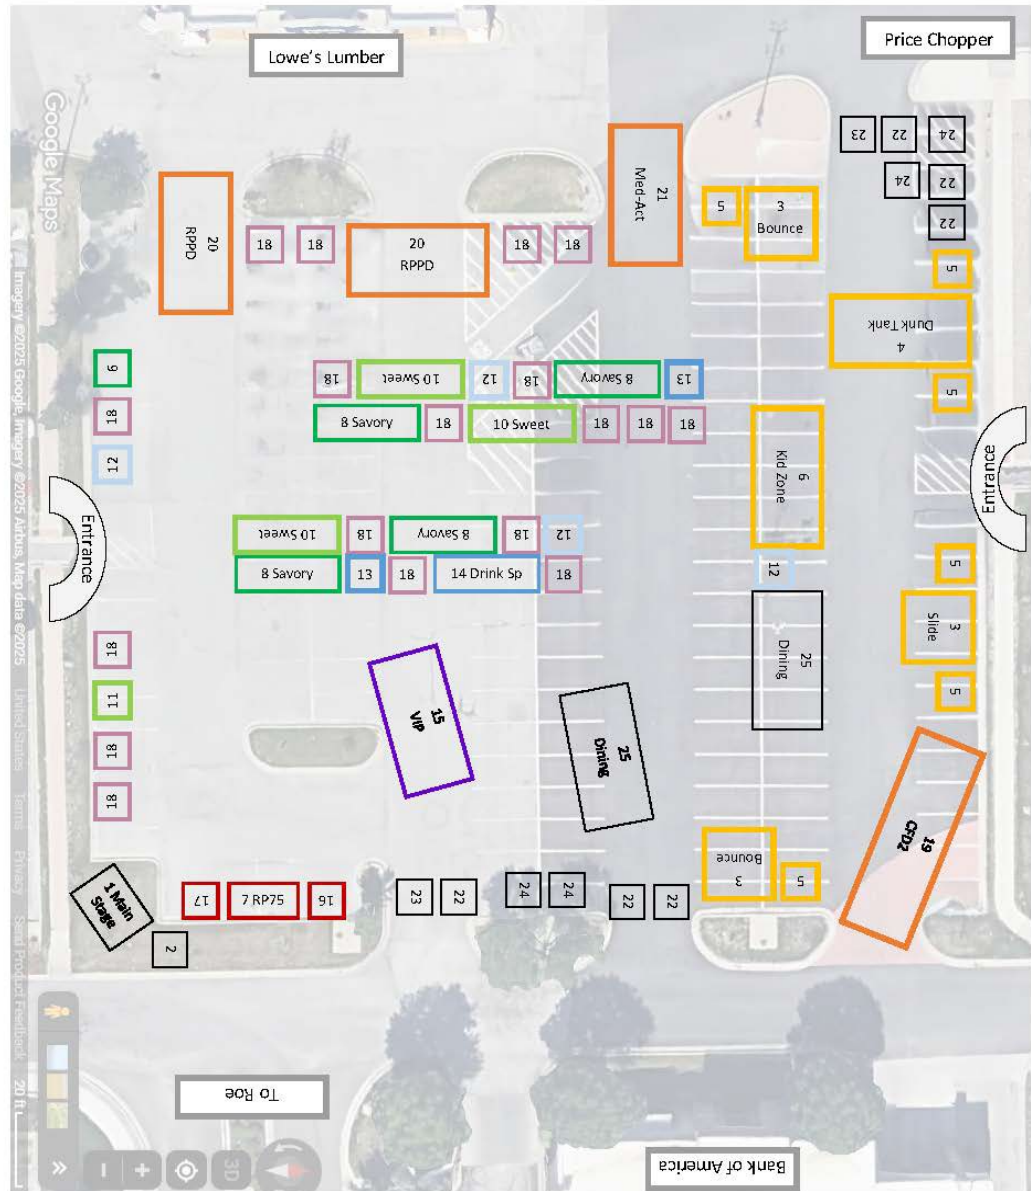 Lowe's Lumber
Price Chopper
Google Maps
23
22
24
24
22
22
21
Med-Act
5
3
Bounce
20
RPPD
18
18
20
RPPD
18
18
5
Dunk Tank
4
5
6
18
12
Entrance
18
10 Sweet
12
18
8 Savory
13
8 Savory
18
10 Sweet
18
18
18
6
Kid Zone
Entrance
10 Sweet
18
8 Savory
18
12
8 Savory
13
18
14 Drink Sp
18
12
5
3
Slide
5
25
Dining
18
11
18
18
15
VIP
25
Dining
19
CFD2
Bounce
3
5
1 Main
Stage
2
17
7 RP75
16
23
22
24
24
22
22
To Roe
Bank of America
3D
Imagery ©2025 Google, Imagery ©2025 Airbus, Map data ©2025
United States
Terms
Privacy
Send Product Feedback
20 ft